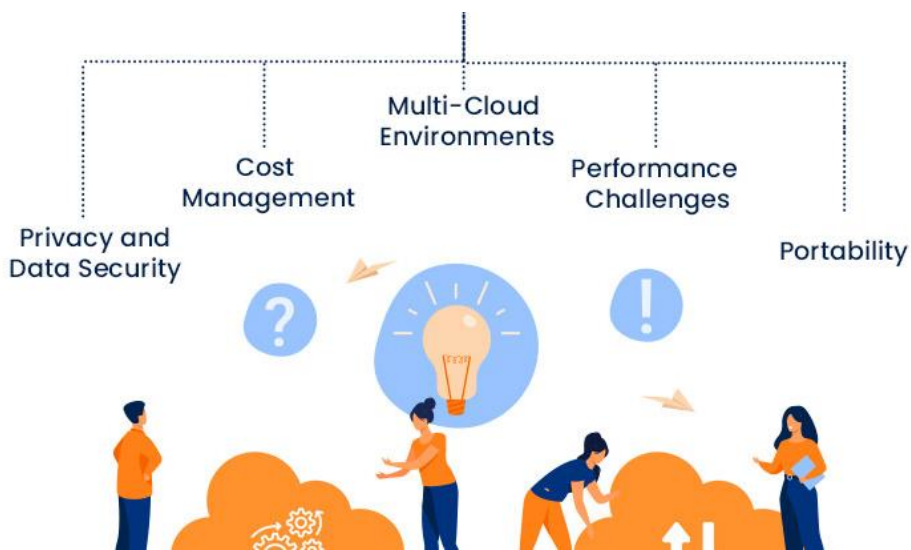 Multi-Cloud
Environments
Cost
Management
Performance
Challenges
Privacy and
Data Security
Portability
?
!